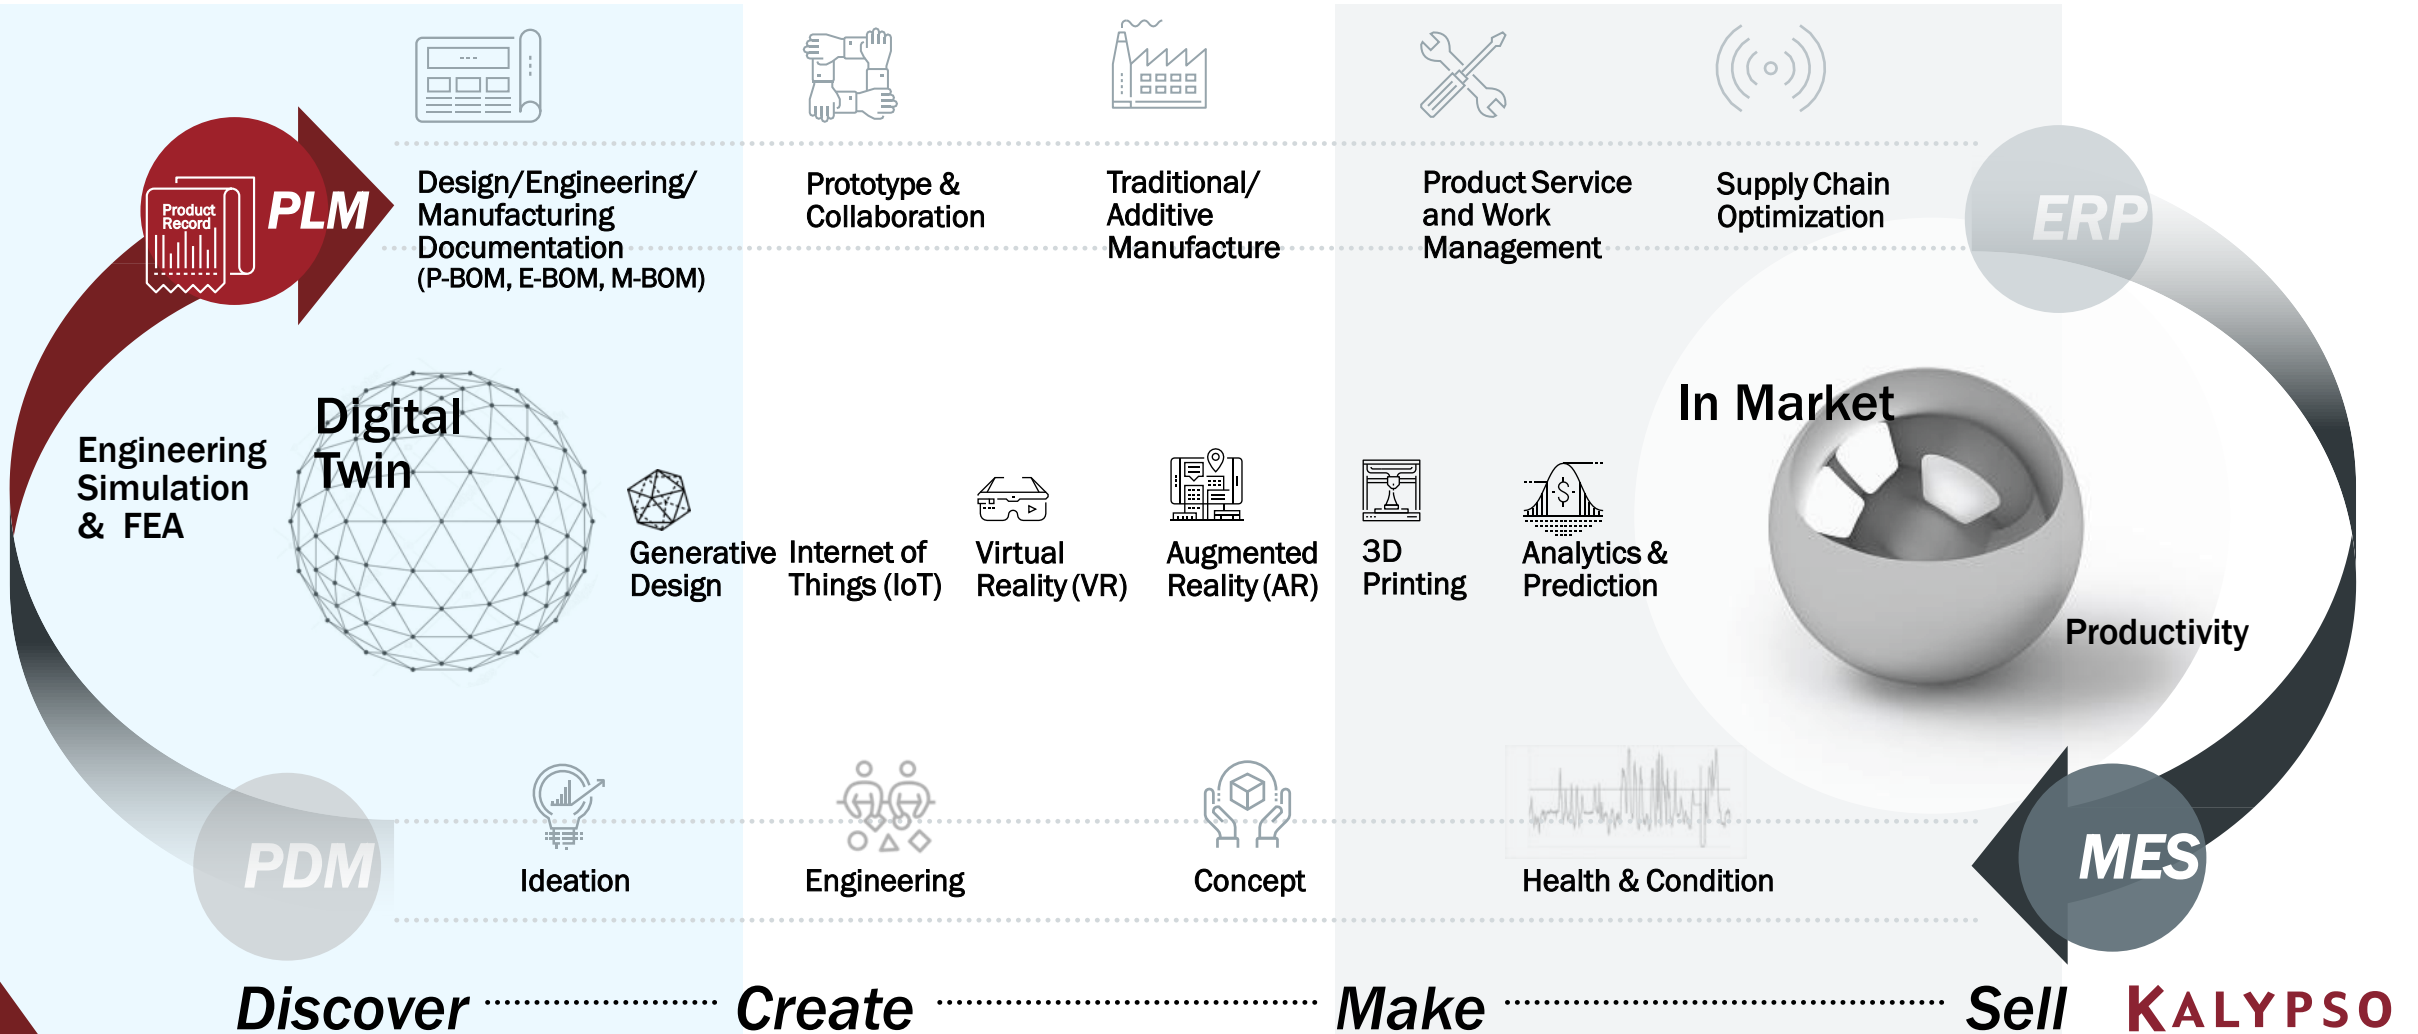 Product
Record
PLM
Design/Engineering/
Manufacturing
Documentation
(P-BOM, E-BOM, M-BOM)
Prototype &
Collaboration
Traditional/
Additive
Manufacture
Product Service
and Work
Management
Supply Chain
Optimization
ERP
Engineering
Simulation
& FEA
Digital
Twin
Generative
Design
Internet of
Things (IoT)
Virtual
Reality (VR)
Augmented
Reality (AR)
3D
Printing
$
Analytics &
Prediction
In Market
Productivity
PDM
Ideation
Engineering
Concept
Health & Condition
MES
Discover
Create
Make
Sell
KALYPSO